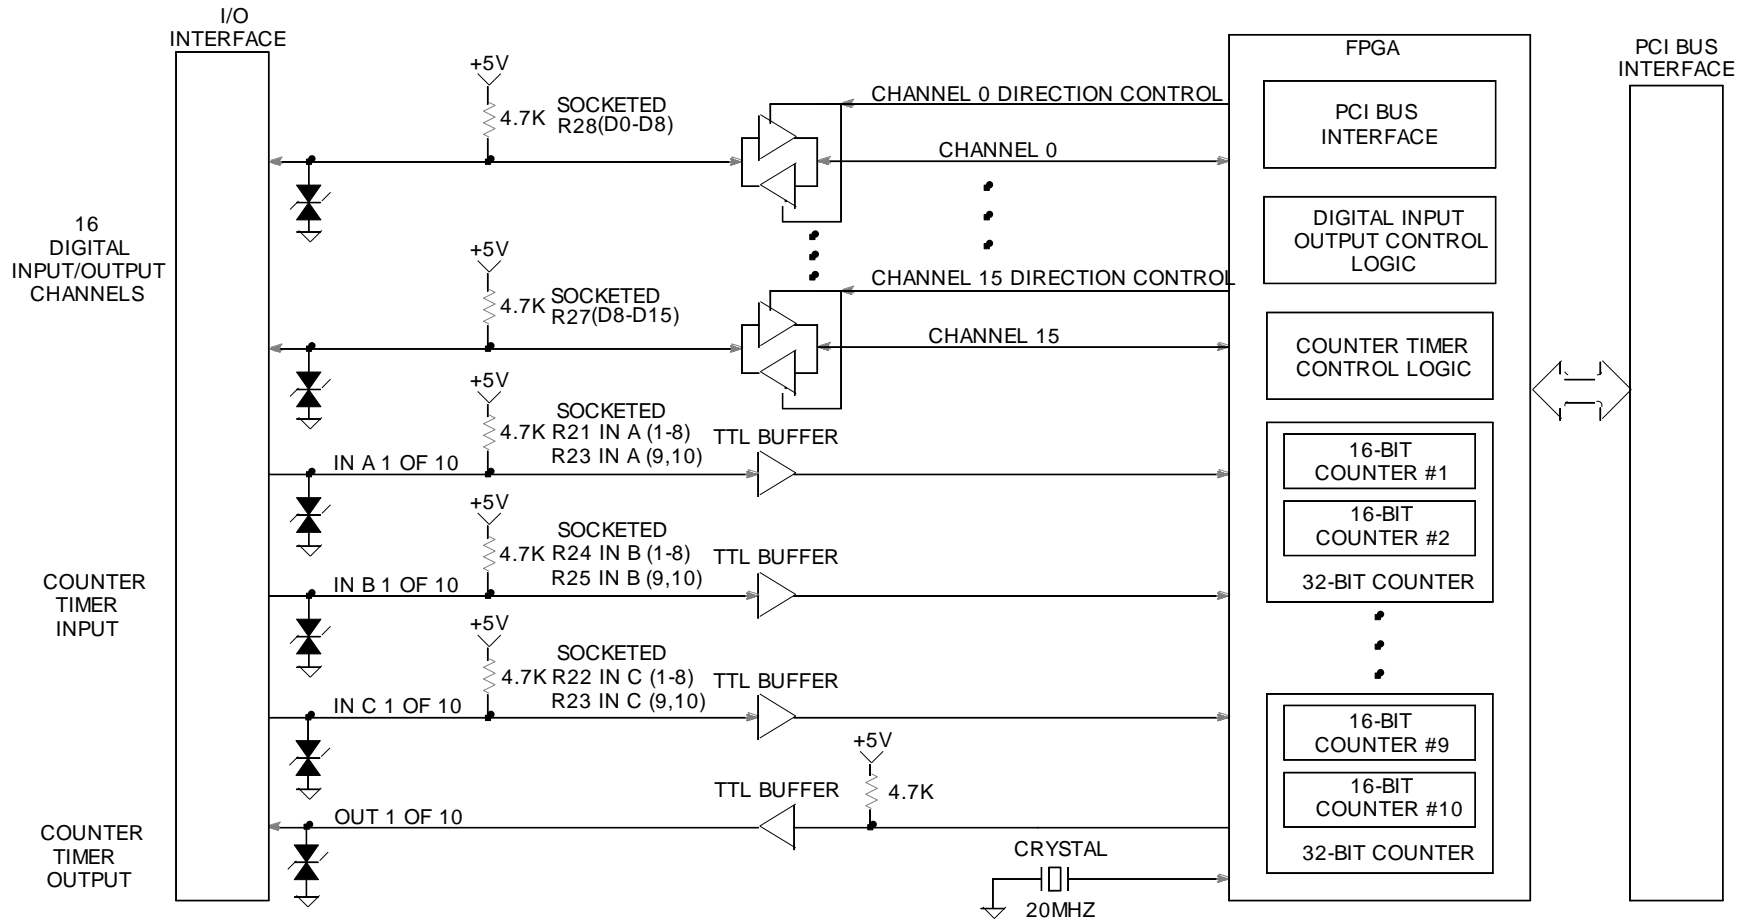 I/O
INTERFACE
16
DIGITAL
INPUT/OUTPUT
CHANNELS
COUNTER
TIMER
INPUT
COUNTER
TIMER
OUTPUT
+5V
4.7K
SOCKETED
R28(D0-D8)
CHANNEL 0 DIRECTION CONTROL
CHANNEL 0
+5V
4.7K
SOCKETED
R27(D8-D15)
CHANNEL 15 DIRECTION CONTROL
CHANNEL 15
+5V
SOCKETED
4.7K R21 IN A (1-8)
R23 IN A (9,10)
TTL BUFFER
IN A 1 OF 10
+5V
SOCKETED
4.7K R24 IN B (1-8)
R25 IN B (9,10)
TTL BUFFER
IN B 1 OF 10
+5V
SOCKETED
4.7K R22 IN C (1-8)
R23 IN C (9,10)
TTL BUFFER
IN C 1 OF 10
+5V
4.7K
TTL BUFFER
OUT 1 OF 10
CRYSTAL
20MHZ
FPGA
PCI BUS
INTERFACE
DIGITAL INPUT
OUTPUT CONTROL
LOGIC
COUNTER TIMER
CONTROL LOGIC
16-BIT
COUNTER #1
16-BIT
COUNTER #2
32-BIT COUNTER
16-BIT
COUNTER #9
16-BIT
COUNTER #10
32-BIT COUNTER
PCI BUS
INTERFACE